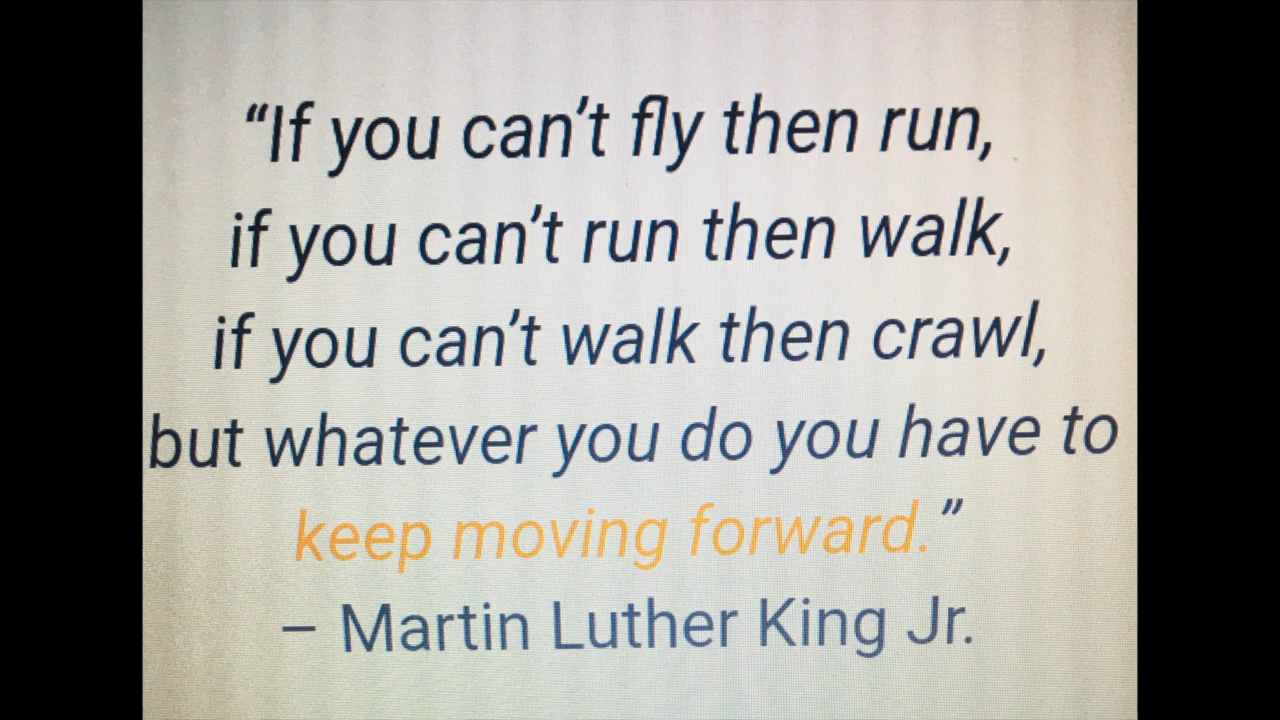 “If you can’t fly then run,
if you can’t run then walk,
if you can’t walk then crawl,
but whatever you do you have to
keep moving forward.”
– Martin Luther King Jr.